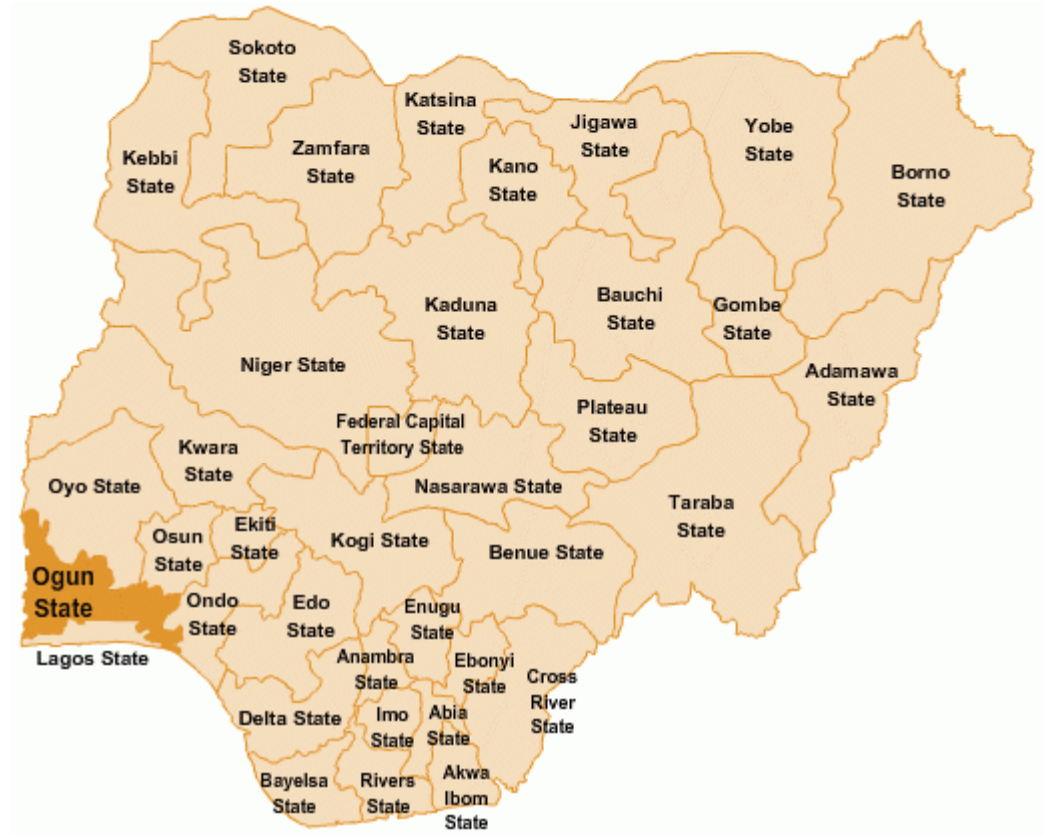 Sokoto
State
Katsina
State
Jigawa
State
Yobe
State
Kebbi
State
Zamfara
State
Kano
State
Borno
State
Kaduna
State
Bauchi
State
Gombe
State
Niger State
Adamawa
State
Federal Capital
Territory State
Plateau
State
Kwara
State
Oyo State
Nasarawa State
Taraba
State
Osun
State
Ekiti
State
Kogi State
Benue State
Ogun
State
Ondo
State
Edo
State
Enugu
State
Lagos State
Anambra
State
Ebonyi
State
Cross
River
State
Delta State
Imo
State
Abia
State
Bayelsa
State
Rivers
State
Akwa
Ibom
State